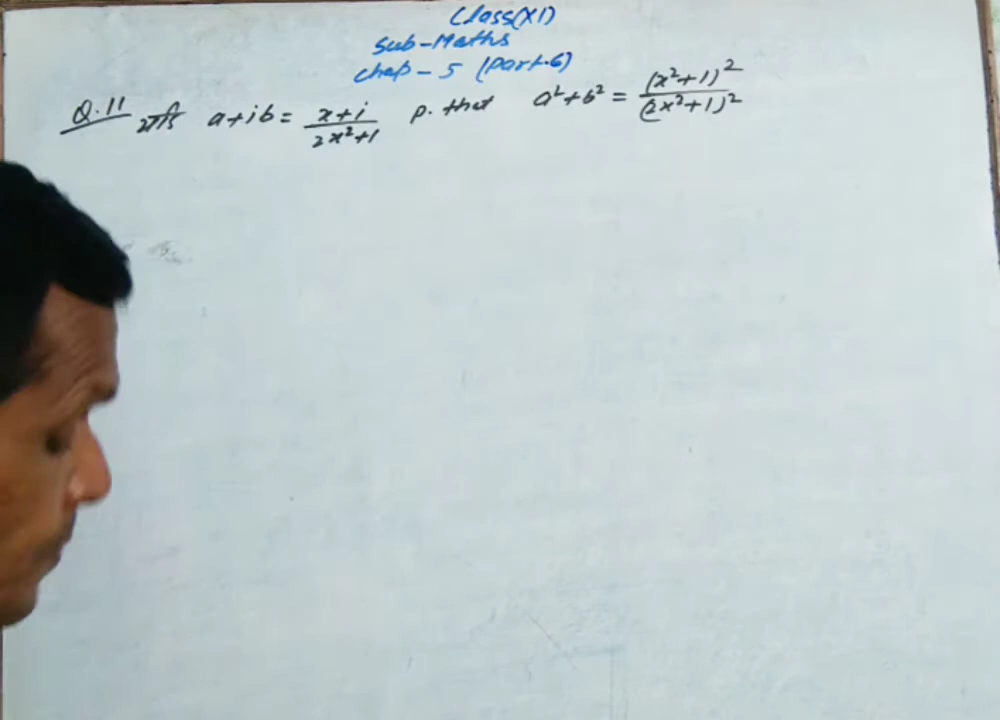 Class(XI)
Sub-Maths
Chap - 5 (Part-6)
Q.11 यदि a+ib = x+i / 2x²+1 p. that a²+b² = (x²+1)² / (2x²+1)²